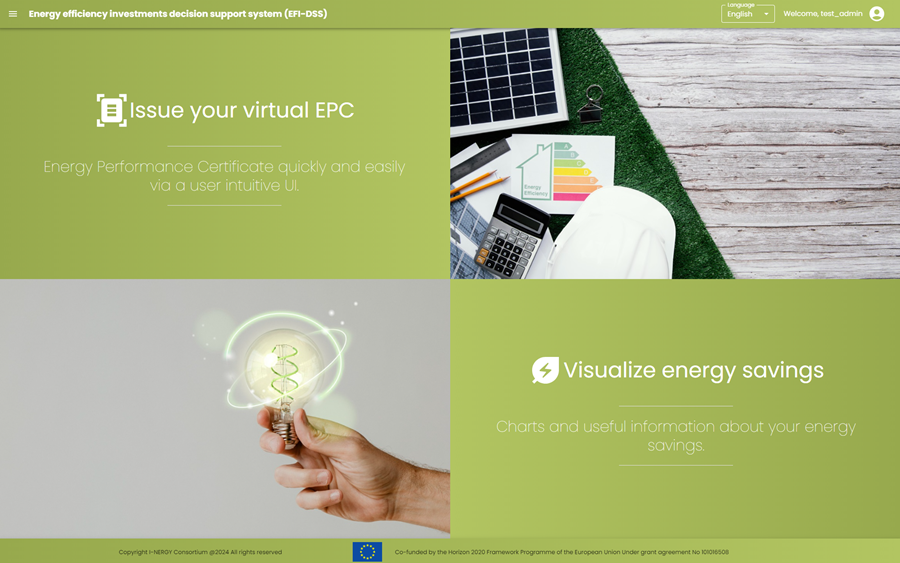 Energy efficiency investments decision support system (EFI-DSS)
Language
English
Welcome, test_admin
Issue your virtual EPC
Energy Performance Certificate quickly and easily
via a user intuitive UI.
A
B
C
D
Energy
Efficiency
Visualize energy savings
Charts and useful information about your energy
savings.
Copyright I-NERGY Consortium @2024 All rights reserved
Co-funded by the Horizon 2020 Framework Programme of the European Union Under grant agreement No 101016508